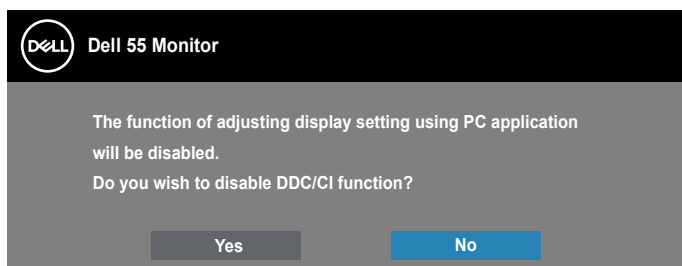 DELL Dell 55 Monitor
The function of adjusting display setting using PC application
will be disabled.
Do you wish to disable DDC/CI function?
Yes No